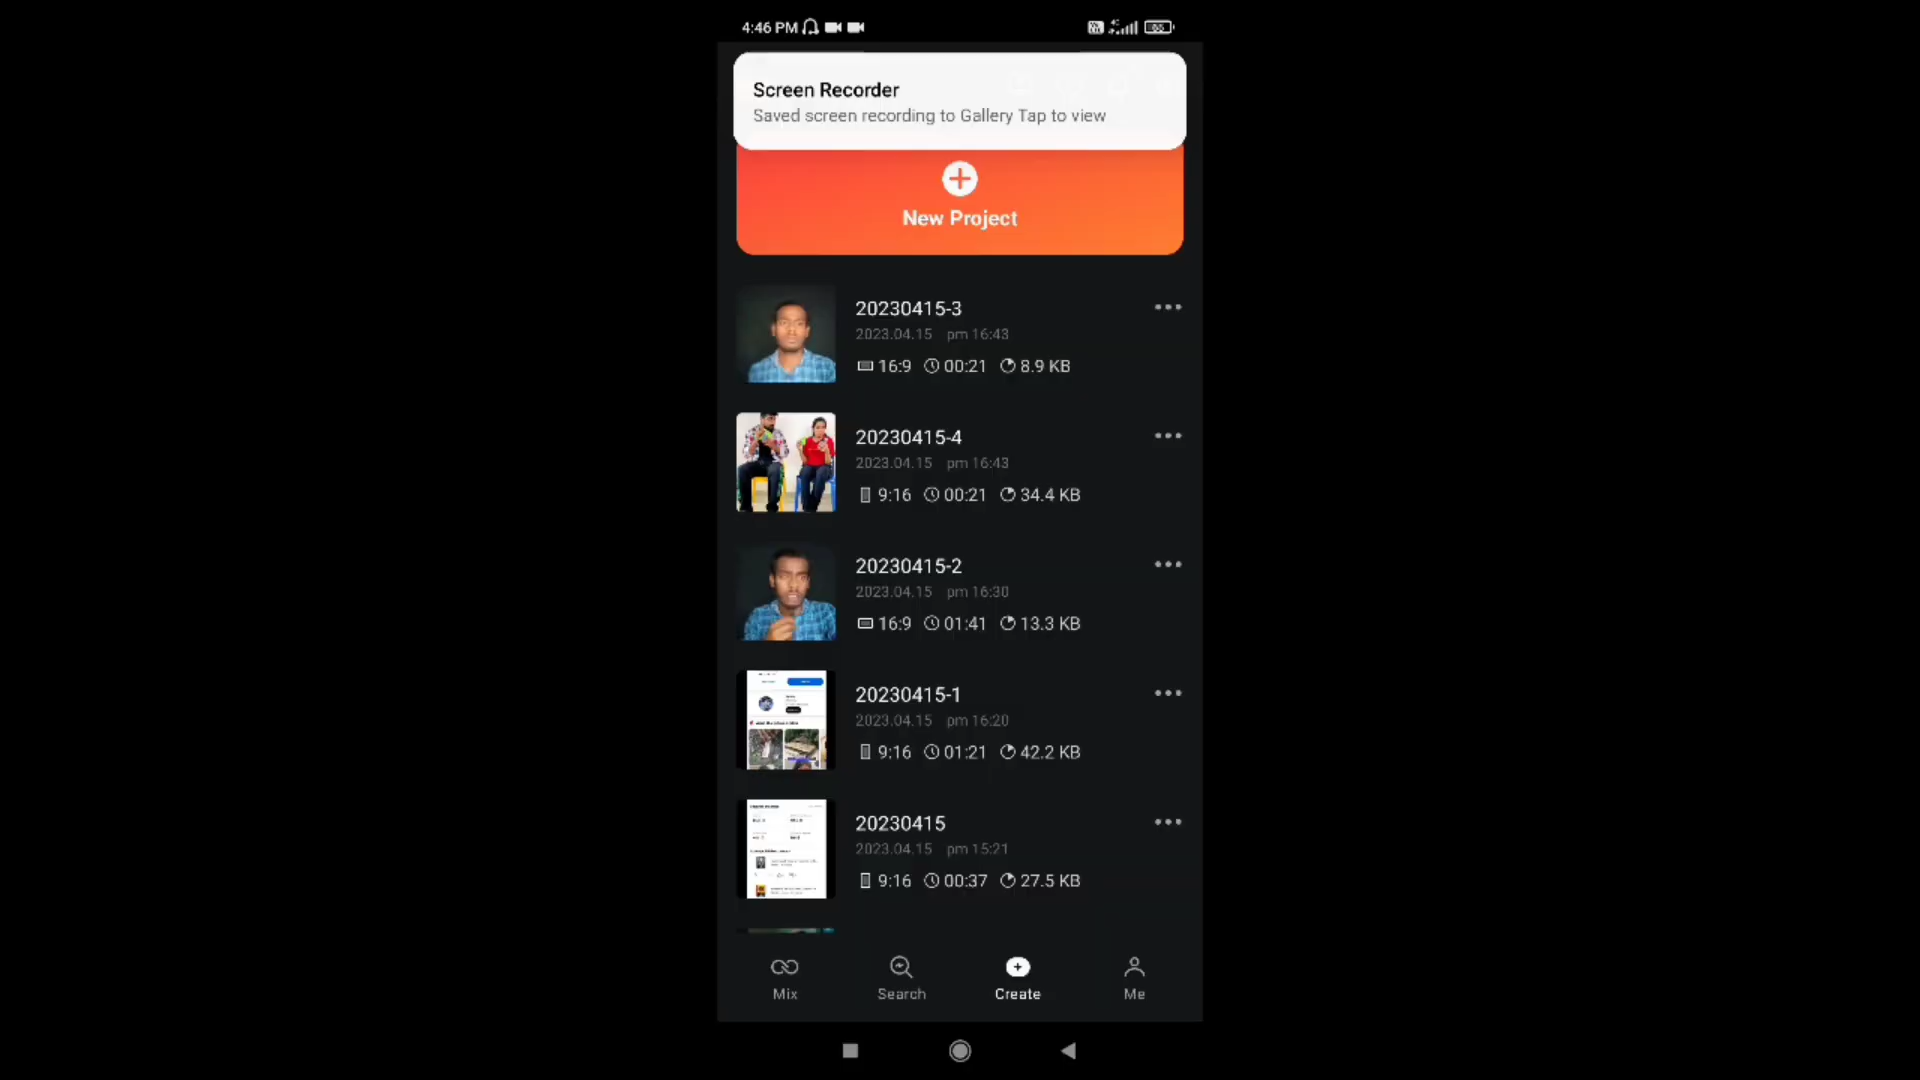 4:46 PM
Screen Recorder
Saved screen recording to Gallery Tap to view
New Project
20230415-3
2023.04.15 pm 16:43
16:9 00:21 8.9 KB
20230415-4
2023.04.15 pm 16:43
9:16 00:21 34.4 KB
20230415-2
2023.04.15 pm 16:30
16:9 01:41 13.3 KB
20230415-1
2023.04.15 pm 16:20
9:16 01:21 42.2 KB
20230415
2023.04.15 pm 15:21
9:16 00:37 27.5 KB
Mix Search Create Me